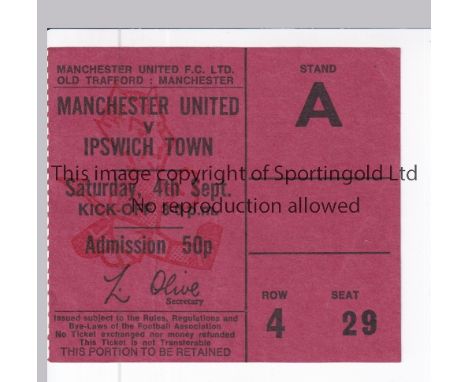 MANCHESTER UNITED F.C. LTD.
OLD TRAFFORD : MANCHESTER
MANCHESTER UNITED
v
IPSWICH TOWN
Saturday, 4th Sept.
KICK-OFF
Admission 50p
L. Olive
Secretary
Issued subject to the Rules, Regulations and
Bye-Laws of the Football Association
No Ticket exchanged nor money refunded
This Ticket is not Transferable
THIS PORTION TO BE RETAINED
STAND
A
ROW
SEAT
4
29
This image copyright of Sportingold Ltd
No reproduction allowed